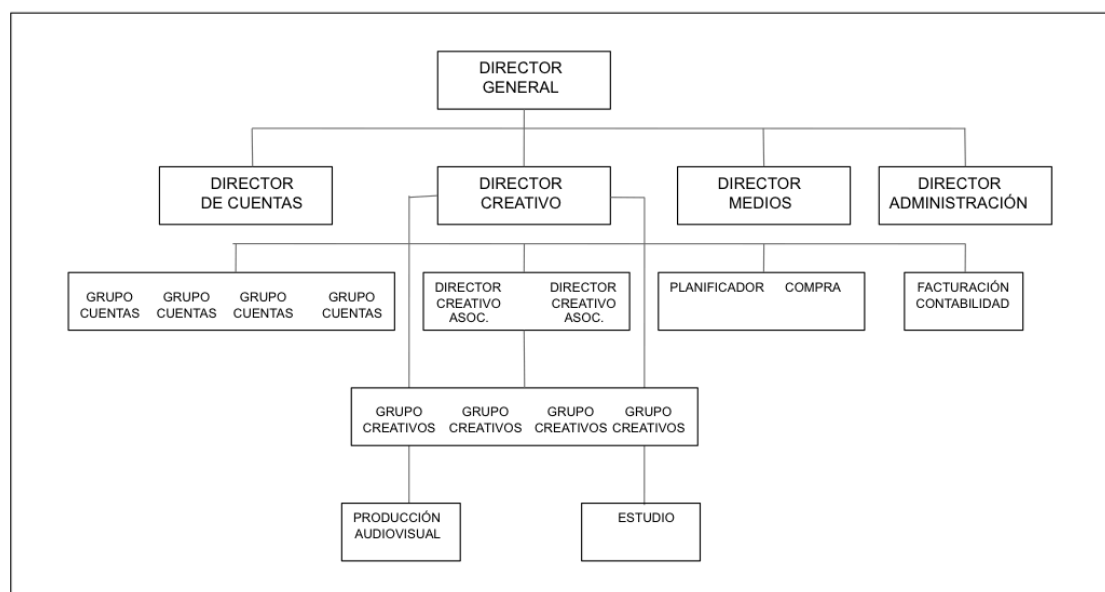 DIRECTOR
GENERAL
DIRECTOR
DE CUENTAS
DIRECTOR
CREATIVO
DIRECTOR
MEDIOS
DIRECTOR
ADMINISTRACIÓN
GRUPO
CUENTAS
GRUPO
CUENTAS
GRUPO
CUENTAS
GRUPO
CUENTAS
DIRECTOR
CREATIVO
ASOC.
DIRECTOR
CREATIVO
ASOC.
PLANIFICADOR
COMPRA
FACTURACIÓN
CONTABILIDAD
GRUPO
CREATIVOS
GRUPO
CREATIVOS
GRUPO
CREATIVOS
GRUPO
CREATIVOS
PRODUCCIÓN
AUDIOVISUAL
ESTUDIO